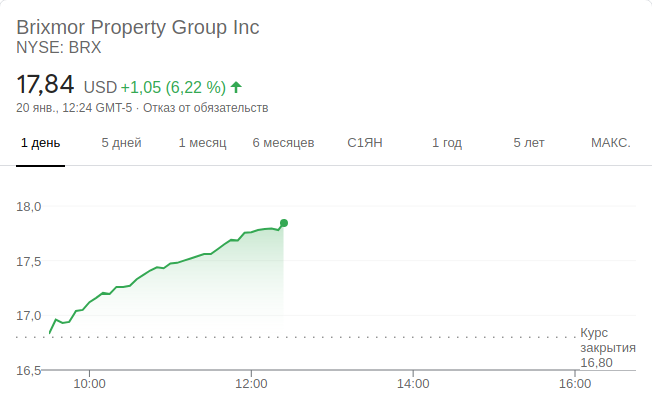 Brixmor Property Group Inc
NYSE: BRX
17,84 USD +1,05 (6,22 %)
20 янв., 12:24 GMT-5 · Отказ от обязательств
1 день 5 дней 1 месяц 6 месяцев С1ЯН 1 год 5 лет МАКС.
18,0
17,5
17,0
Курс
закрытия
16,80
16,5
10:00 12:00 14:00 16:00